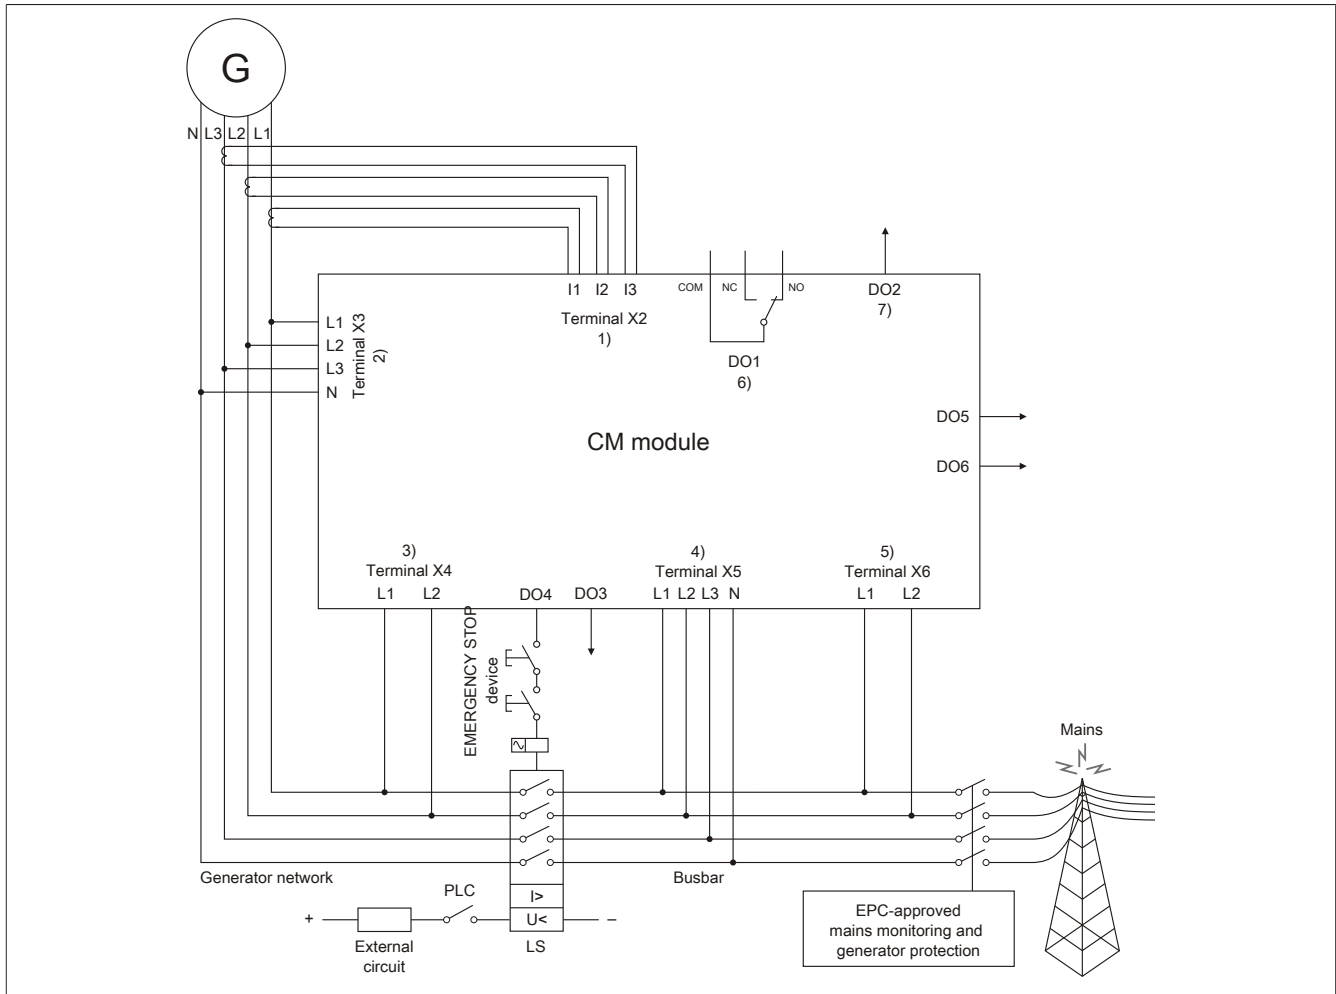 G
N L3 L2 L1
I1 I2 I3
COM NC NO
DO2
7)
Terminal X2
1)
DO1
6)
L1
L2
L3
N
Terminal X3
2)
CM module
DO5
DO6
3)
Terminal X4
L1 L2
DO4 DO3
4)
Terminal X5
L1 L2 L3 N
5)
Terminal X6
L1 L2
EMERGENCY STOP
device
Mains
Generator network
Busbar
PLC
I>
U<
LS
+
–
External
circuit
EPC-approved
mains monitoring and
generator protection